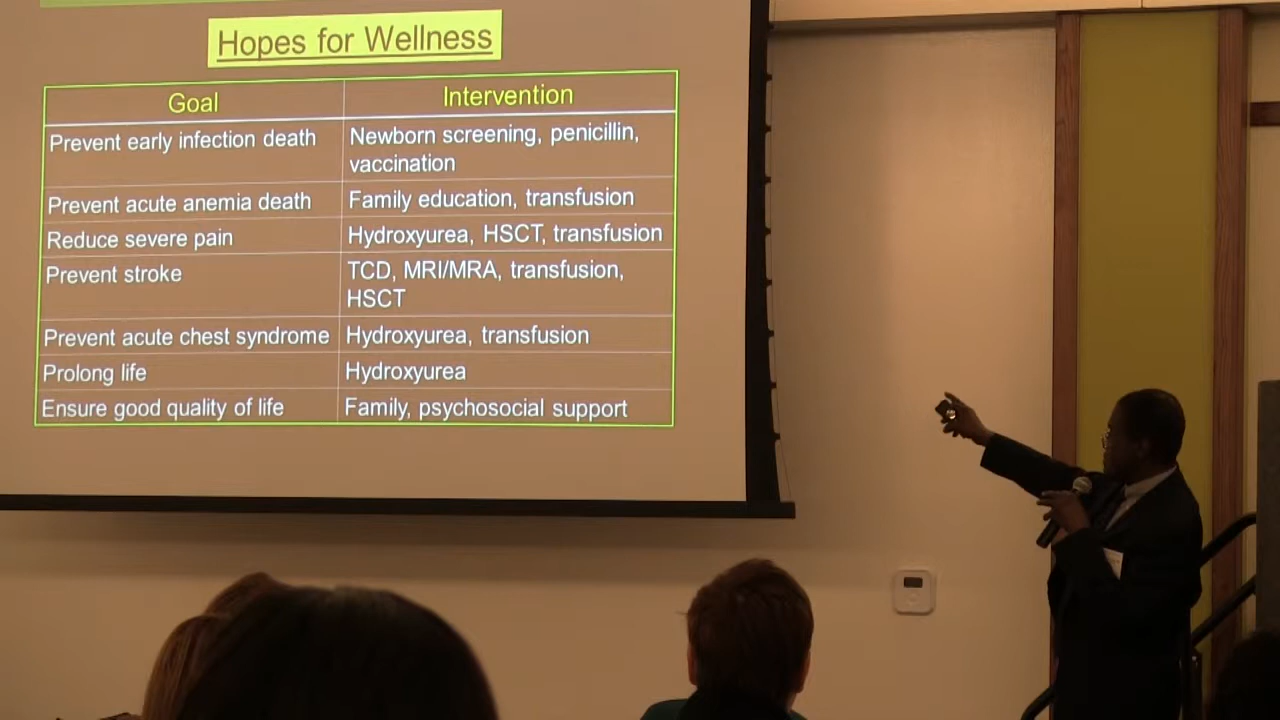 Hopes for Wellness
Goal
Intervention
Prevent early infection death
Newborn screening, penicillin,
vaccination
Prevent acute anemia death
Family education, transfusion
Reduce severe pain
Hydroxyurea, HSCT, transfusion
Prevent stroke
TCD, MRI/MRA, transfusion,
HSCT
Prevent acute chest syndrome
Hydroxyurea, transfusion
Prolong life
Hydroxyurea
Ensure good quality of life
Family, psychosocial support